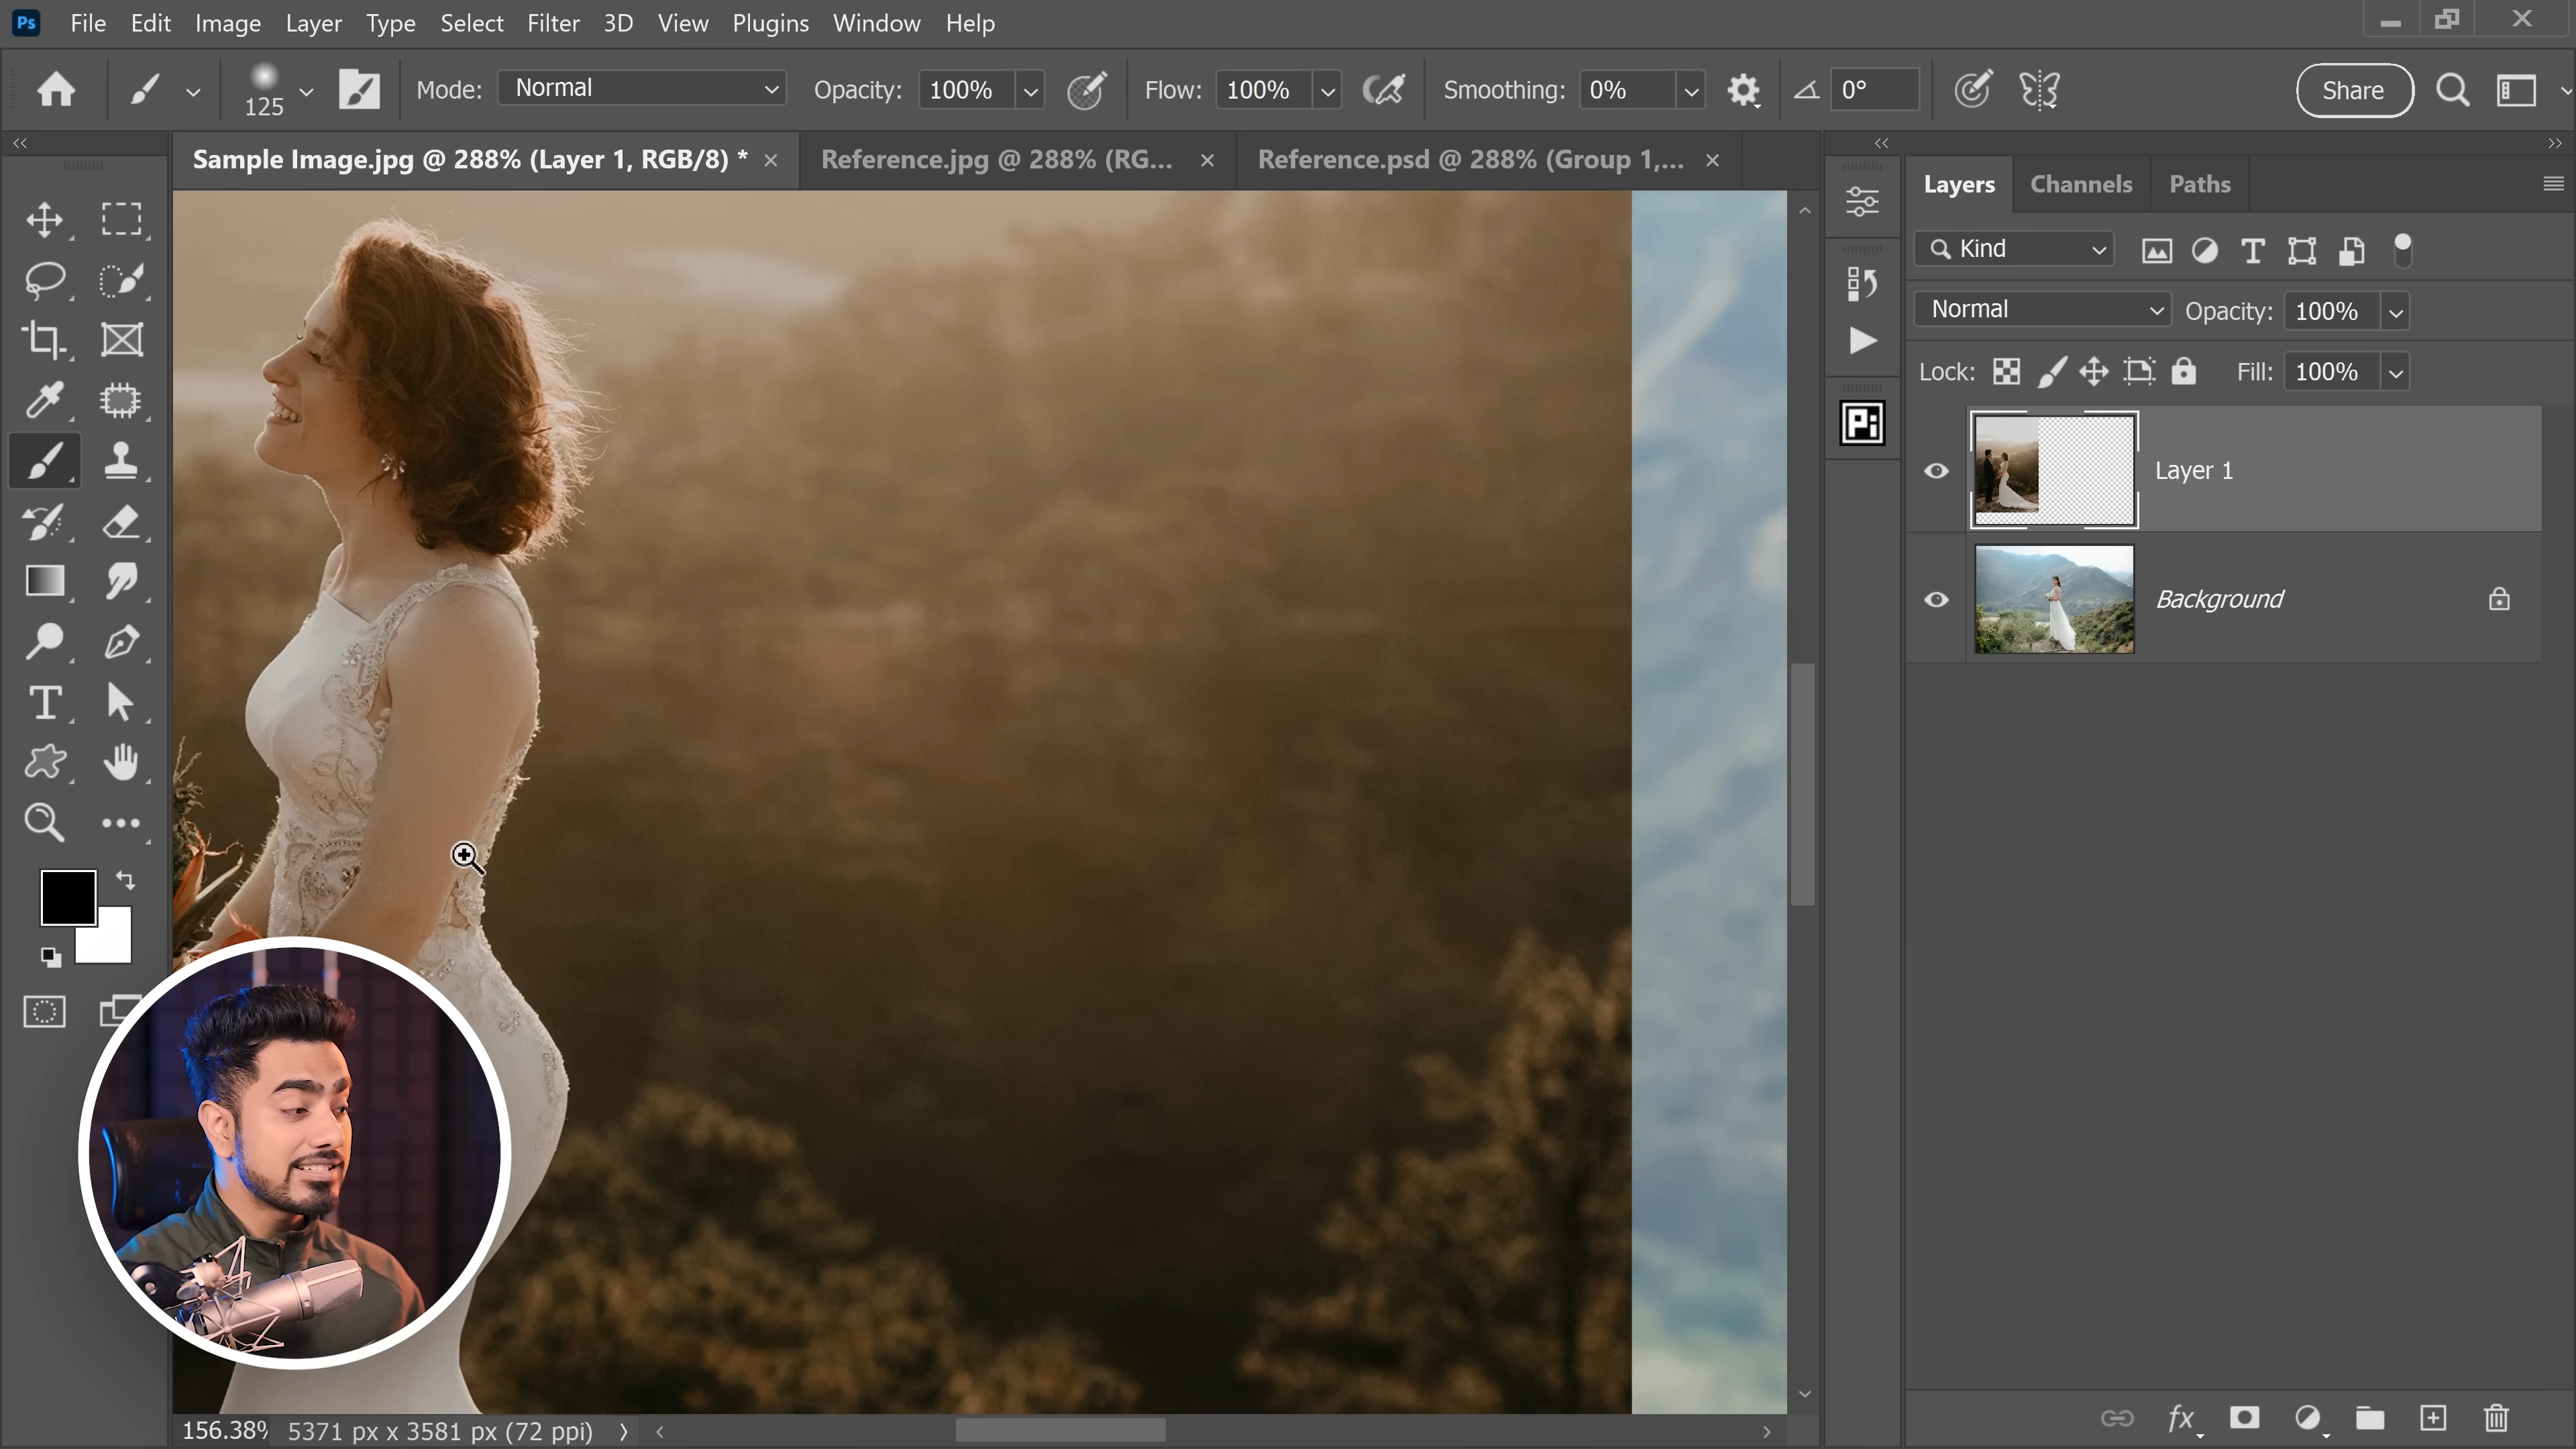 Ps File Edit Image Layer Type Select Filter 3D View Plugins Window Help
125 Mode: Normal Opacity: 100% Flow: 100% Smoothing: 0% 0° Share
Sample Image.jpg @ 288% (Layer 1, RGB/8) * Reference.jpg @ 288% (RG... Reference.psd @ 288% (Group 1,...
Layers Channels Paths
Kind
Normal Opacity: 100%
Lock: Fill: 100%
Pi
Layer 1
Background
156.38% 5371 px x 3581 px (72 ppi)
fx